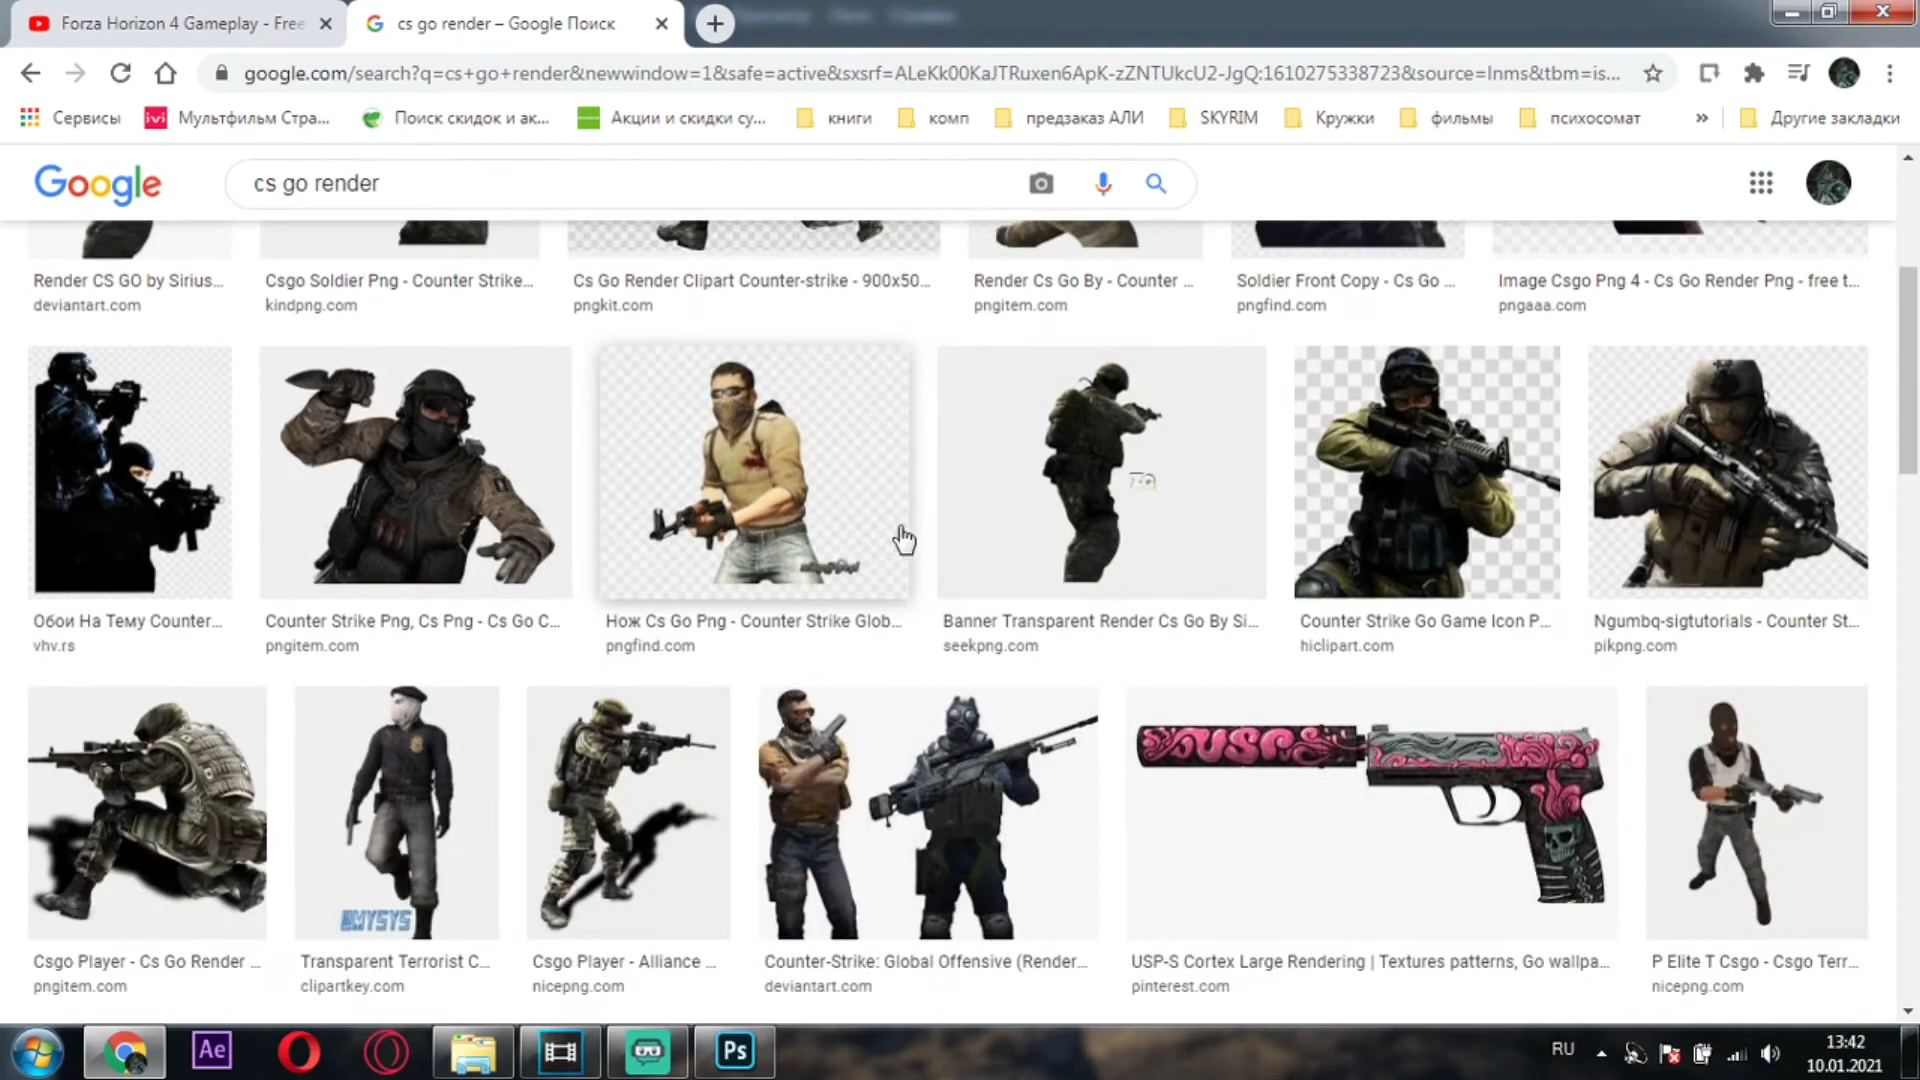 Forza Horizon 4 Gameplay - Free
cs go render – Google Поиск
google.com/search?q=cs+go+render&newwindow=1&safe=active&sxsrf=ALeKk00KaJTRuxen6ApK-zZNTUkcU2-JgQ:1610275338723&source=lnms&tbm=is...
Сервисы
ivi
Мультфильм Стра...
Поиск скидок и ак...
Акции и скидки су...
книги
комп
предзаказ АЛИ
SKYRIM
Кружки
фильмы
психосомат
»
Другие закладки
Google
cs go render
Render CS GO by Sirius...
Csgo Soldier Png - Counter Strike...
Cs Go Render Clipart Counter-strike - 900x50...
Render Cs Go By - Counter ...
Soldier Front Copy - Cs Go ...
Image Csgo Png 4 - Cs Go Render Png - free t...
deviantart.com
kindpng.com
pngkit.com
pngitem.com
pngfind.com
pngaaa.com
Обои На Тему Counter...
Counter Strike Png, Cs Png - Cs Go C...
Нож Cs Go Png - Counter Strike Glob...
Banner Transparent Render Cs Go By Si...
Counter Strike Go Game Icon P...
Ngumbq-sigtutorials - Counter St...
vhv.rs
pngitem.com
pngfind.com
seekpng.com
hiclipart.com
pikpng.com
USPS
Csgo Player - Cs Go Render ...
Transparent Terrorist C...
Csgo Player - Alliance ...
Counter-Strike: Global Offensive (Render...
USP-S Cortex Large Rendering | Textures patterns, Go wallpa...
P Elite T Csgo - Csgo Terr...
pngitem.com
clipartkey.com
nicepng.com
deviantart.com
pinterest.com
nicepng.com
Ae
Ps
RU
13:42
10.01.2021